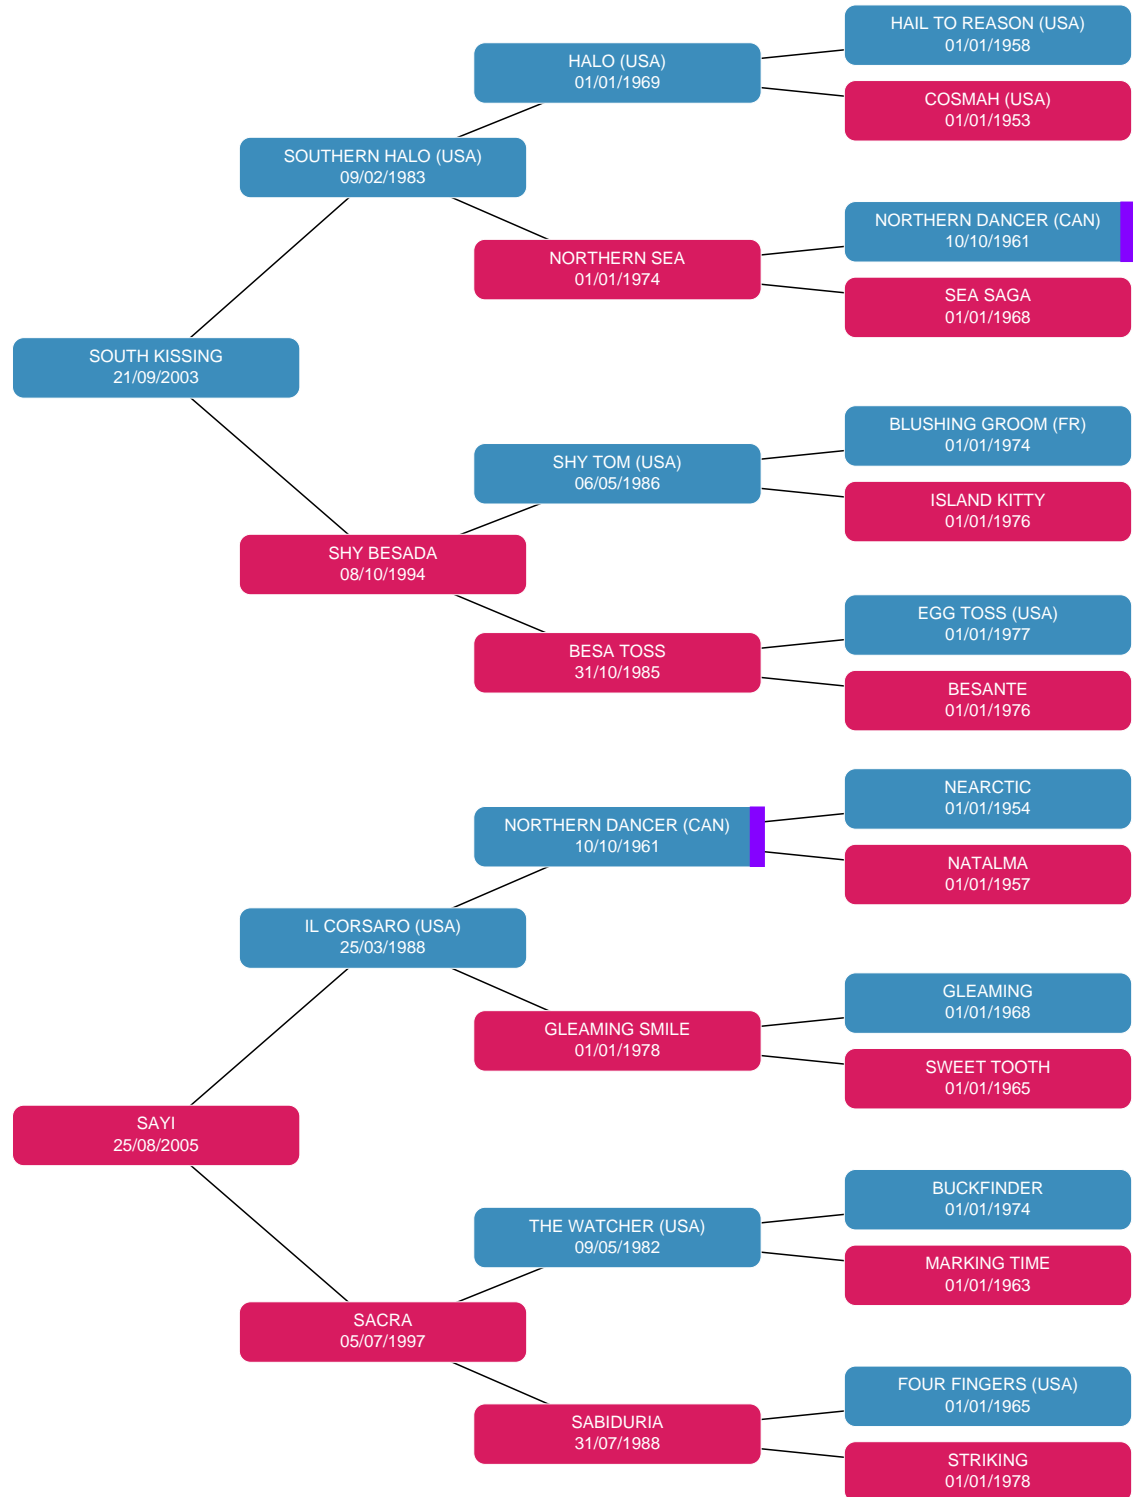 HAIL TO REASON (USA)
01/01/1958
HALO (USA)
01/01/1969
COSMAH (USA)
01/01/1953
SOUTHERN HALO (USA)
09/02/1983
NORTHERN DANCER (CAN)
10/10/1961
NORTHERN SEA
01/01/1974
SEA SAGA
01/01/1968
SOUTH KISSING
21/09/2003
BLUSHING GROOM (FR)
01/01/1974
SHY TOM (USA)
06/05/1986
ISLAND KITTY
01/01/1976
SHY BESADA
08/10/1994
EGG TOSS (USA)
01/01/1977
BESA TOSS
31/10/1985
BESANTE
01/01/1976
NEARCTIC
01/01/1954
NORTHERN DANCER (CAN)
10/10/1961
NATALMA
01/01/1957
IL CORSARO (USA)
25/03/1988
GLEAMING
01/01/1968
GLEAMING SMILE
01/01/1978
SWEET TOOTH
01/01/1965
SAYI
25/08/2005
BUCKFINDER
01/01/1974
THE WATCHER (USA)
09/05/1982
MARKING TIME
01/01/1963
SACRA
05/07/1997
FOUR FINGERS (USA)
01/01/1965
SABIDURIA
31/07/1988
STRIKING
01/01/1978